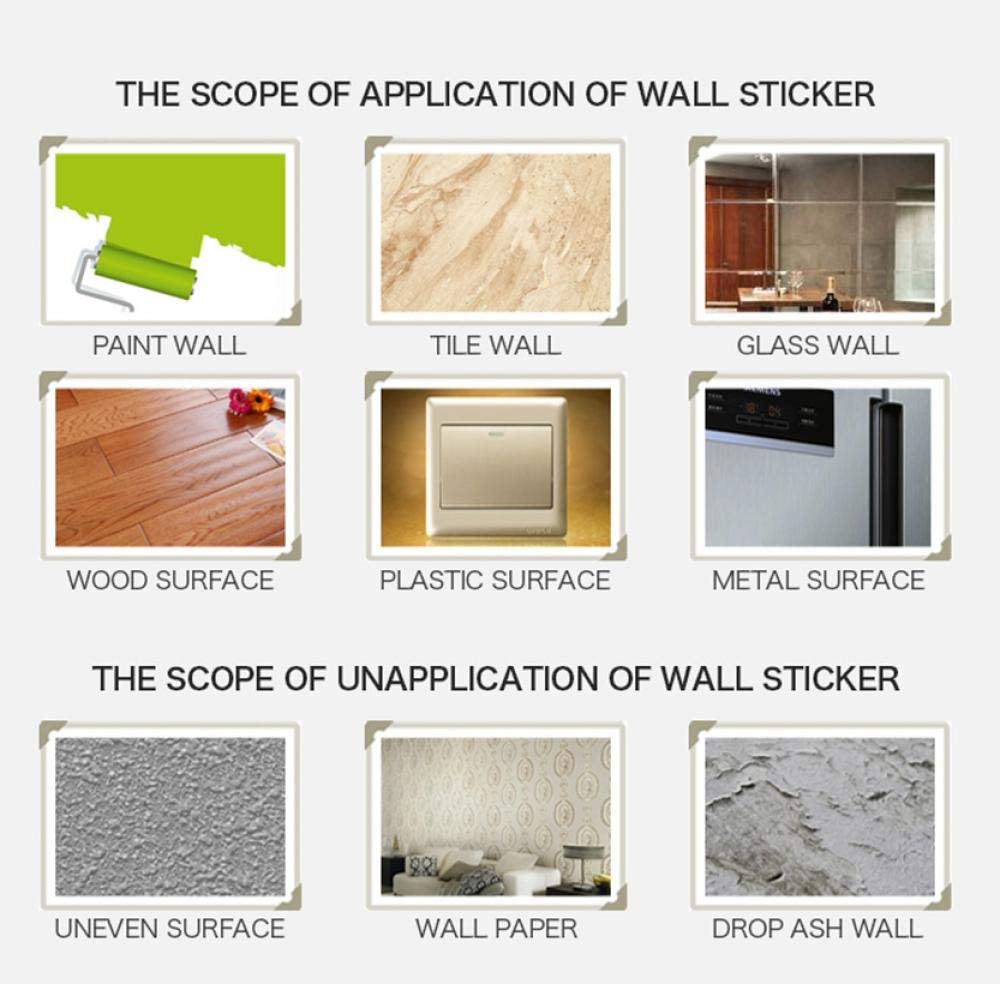 THE SCOPE OF APPLICATION OF WALL STICKER
PAINT WALL
TILE WALL
GLASS WALL
WOOD SURFACE
PLASTIC SURFACE
METAL SURFACE
THE SCOPE OF UNAPPLICATION OF WALL STICKER
UNEVEN SURFACE
WALL PAPER
DROP ASH WALL